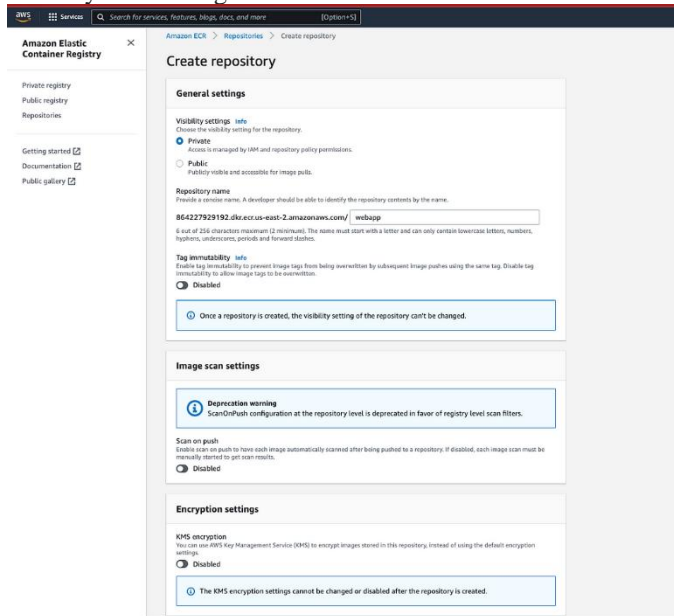 aws
Services
Search for services, features, blogs, docs, and more
[Option+S]
Amazon Elastic
Container Registry
Private registry
Public registry
Repositories
Getting started
Documentation
Public gallery
Amazon ECR > Repositories > Create repository
Create repository
General settings
Visibility settings Info
Choose the visibility setting for the repository.
Private
Access is managed by IAM and repository policy permissions.
Public
Publicly visible and accessible for image pulls.
Repository name
Provide a concise name. A developer should be able to identify the repository contents by the name.
864227929192.dkr.ecr.us-east-2.amazonaws.com/ webapp
6 out of 256 characters maximum (2 minimum). The name must start with a letter and can only contain lowercase letters, numbers,
hyphens, underscores, periods and forward slashes.
Tag immutability Info
Enable tag immutability to prevent image tags from being overwritten by subsequent image pushes using the same tag. Disable tag
immutability to allow image tags to be overwritten.
Disabled
Once a repository is created, the visibility setting of the repository can't be changed.
Image scan settings
Deprecation warning
ScanOnPush configuration at the repository level is deprecated in favor of registry level scan filters.
Scan on push
Enable scan on push to have each image automatically scanned after being pushed to a repository. If disabled, each image scan must be
manually started to get scan results.
Disabled
Encryption settings
KMS encryption
You can use AWS Key Management Service (KMS) to encrypt images stored in this repository, instead of using the default encryption
settings.
Disabled
The KMS encryption settings cannot be changed or disabled after the repository is created.